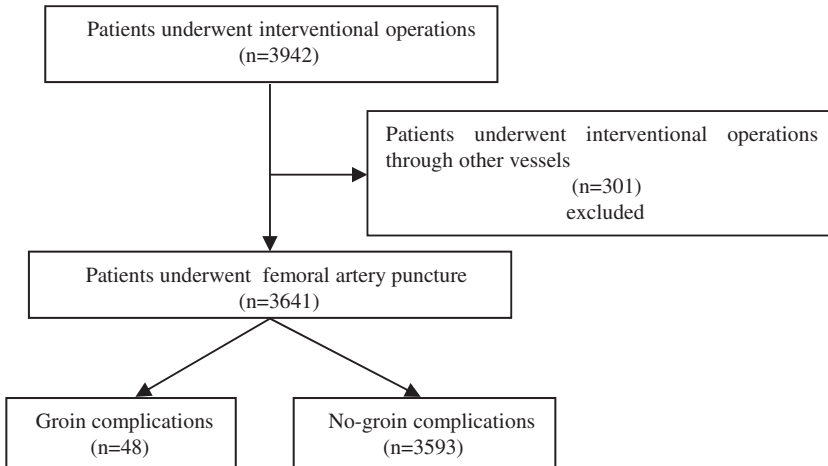 Patients underwent interventional operations
(n=3942)
Patients underwent interventional operations
through other vessels
(n=301)
excluded
Patients underwent femoral artery puncture
(n=3641)
Groin complications
(n=48)
No-groin complications
(n=3593)